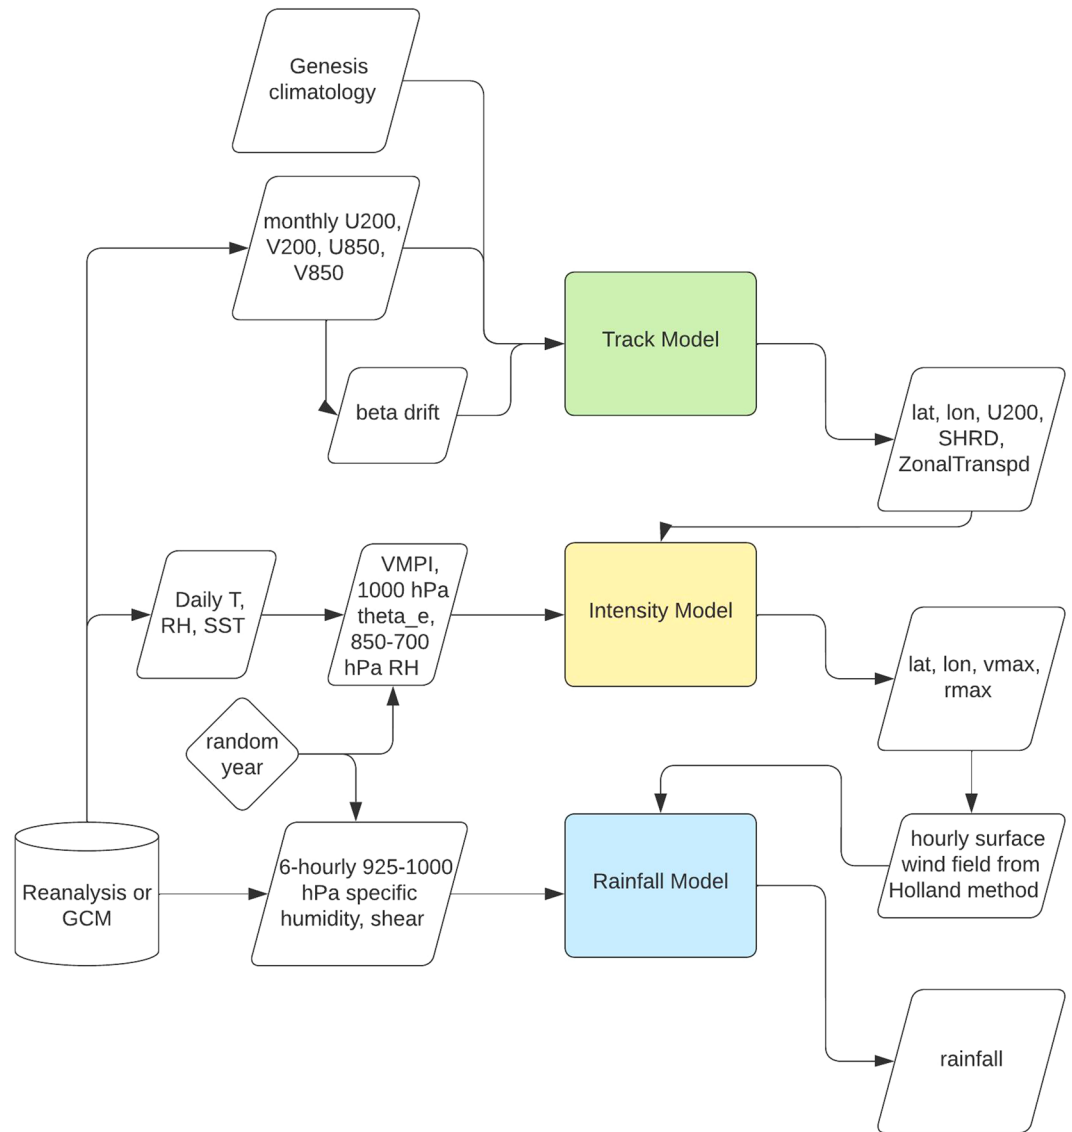 Genesis
climatology
monthly U200,
V200, U850,
V850
Track Model
beta drift
lat, lon, U200,
SHRD,
ZonalTranspd
Daily T,
RH, SST
VMPI,
1000 hPa
theta_e,
850-700
hPa RH
Intensity Model
lat, lon, vmax,
rmax
random
year
Reanalysis or
GCM
6-hourly 925-1000
hPa specific
humidity, shear
Rainfall Model
hourly surface
wind field from
Holland method
rainfall